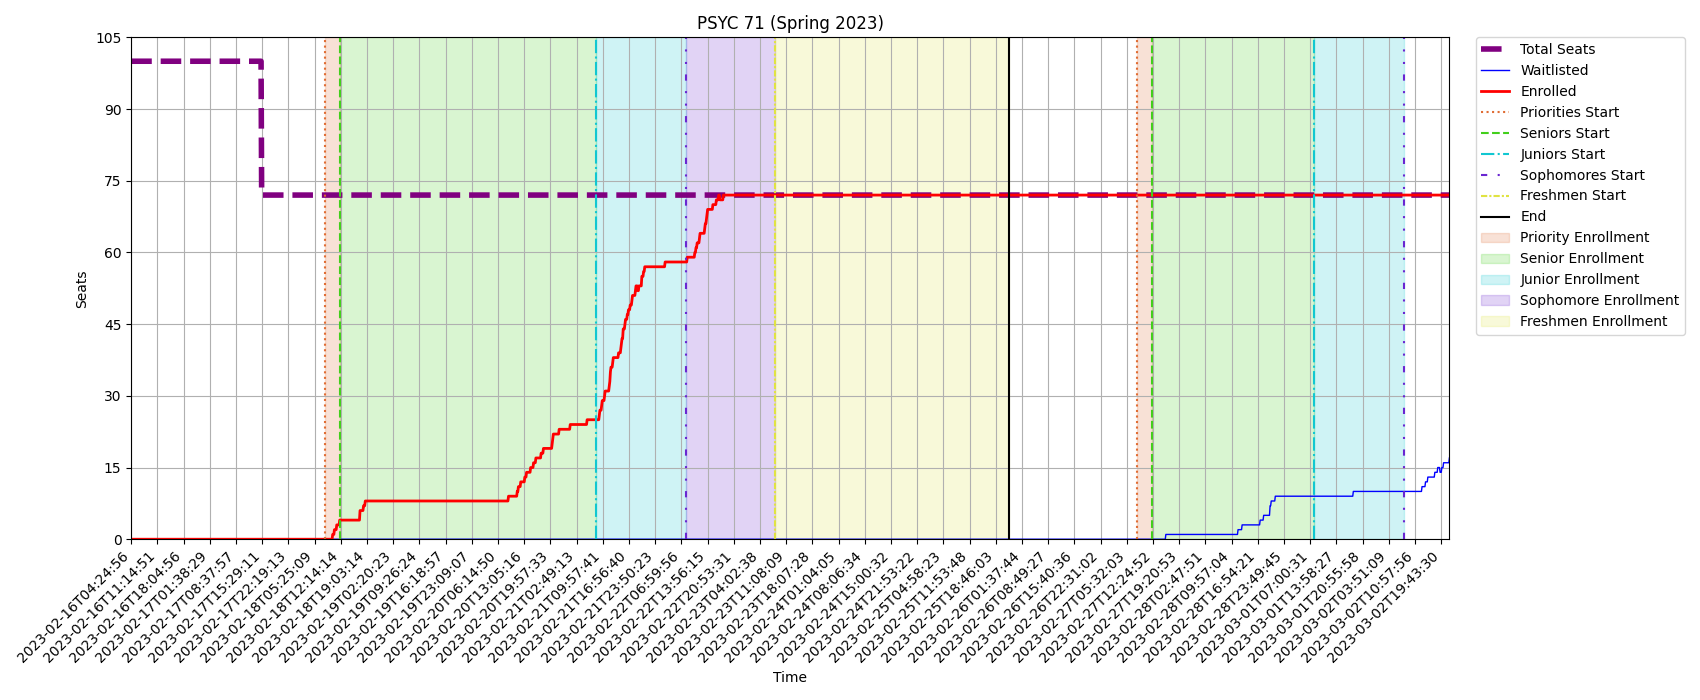 PSYC 71 (Spring 2023)
105
90
75
60
45
30
15
0
Seats
2023-02-16T04:24:56
2023-02-16T11:14:51
2023-02-16T18:04:56
2023-02-17T01:38:29
2023-02-17T08:37:57
2023-02-17T15:29:11
2023-02-17T22:19:13
2023-02-18T05:25:09
2023-02-18T12:14:14
2023-02-18T19:03:14
2023-02-19T02:20:23
2023-02-19T09:26:24
2023-02-19T16:18:57
2023-02-19T23:09:07
2023-02-20T06:14:50
2023-02-20T13:05:16
2023-02-20T19:57:33
2023-02-21T02:49:13
2023-02-21T09:57:41
2023-02-21T16:56:40
2023-02-21T23:50:23
2023-02-22T06:59:56
2023-02-22T13:56:15
2023-02-22T20:53:31
2023-02-23T04:02:38
2023-02-23T11:08:09
2023-02-23T18:07:28
2023-02-24T01:04:05
2023-02-24T08:06:34
2023-02-24T15:00:32
2023-02-24T21:53:22
2023-02-25T04:58:23
2023-02-25T11:53:48
2023-02-25T18:46:03
2023-02-26T01:37:44
2023-02-26T08:49:27
2023-02-26T15:40:36
2023-02-26T22:31:02
2023-02-27T05:32:03
2023-02-27T12:24:52
2023-02-27T19:20:53
2023-02-28T02:47:51
2023-02-28T09:57:04
2023-02-28T16:54:21
2023-02-28T23:49:45
2023-03-01T07:00:31
2023-03-01T13:58:27
2023-03-01T20:55:58
2023-03-02T03:51:09
2023-03-02T10:57:56
2023-03-02T19:43:30
Time
Total Seats
Waitlisted
Enrolled
Priorities Start
Seniors Start
Juniors Start
Sophomores Start
Freshmen Start
End
Priority Enrollment
Senior Enrollment
Junior Enrollment
Sophomore Enrollment
Freshmen Enrollment